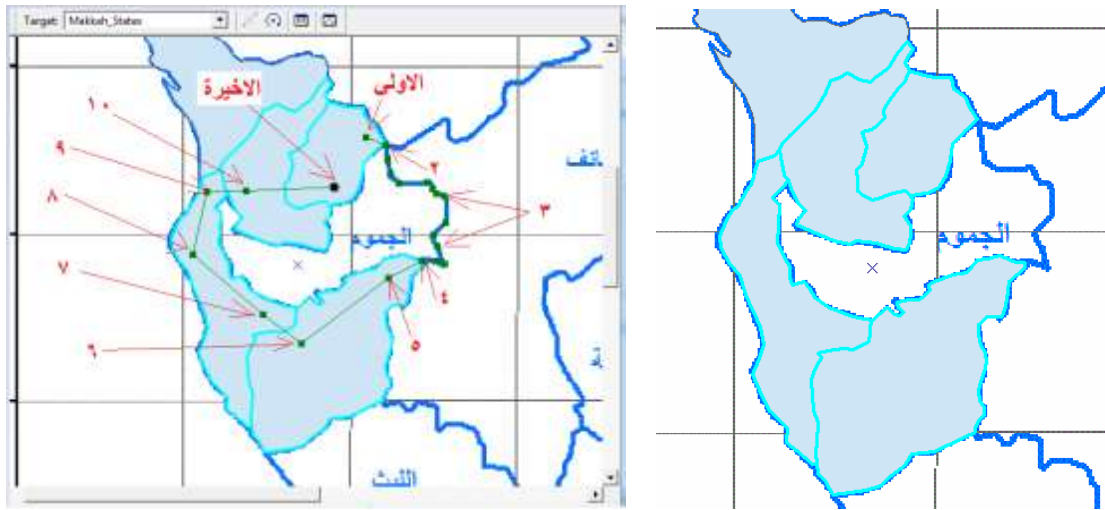 Target: Makkah_States
الاخيرة
الاولى
١٠
٩
٢
٨
٣
الجموم
الجموم
٧
٤
٦
٥
الليث